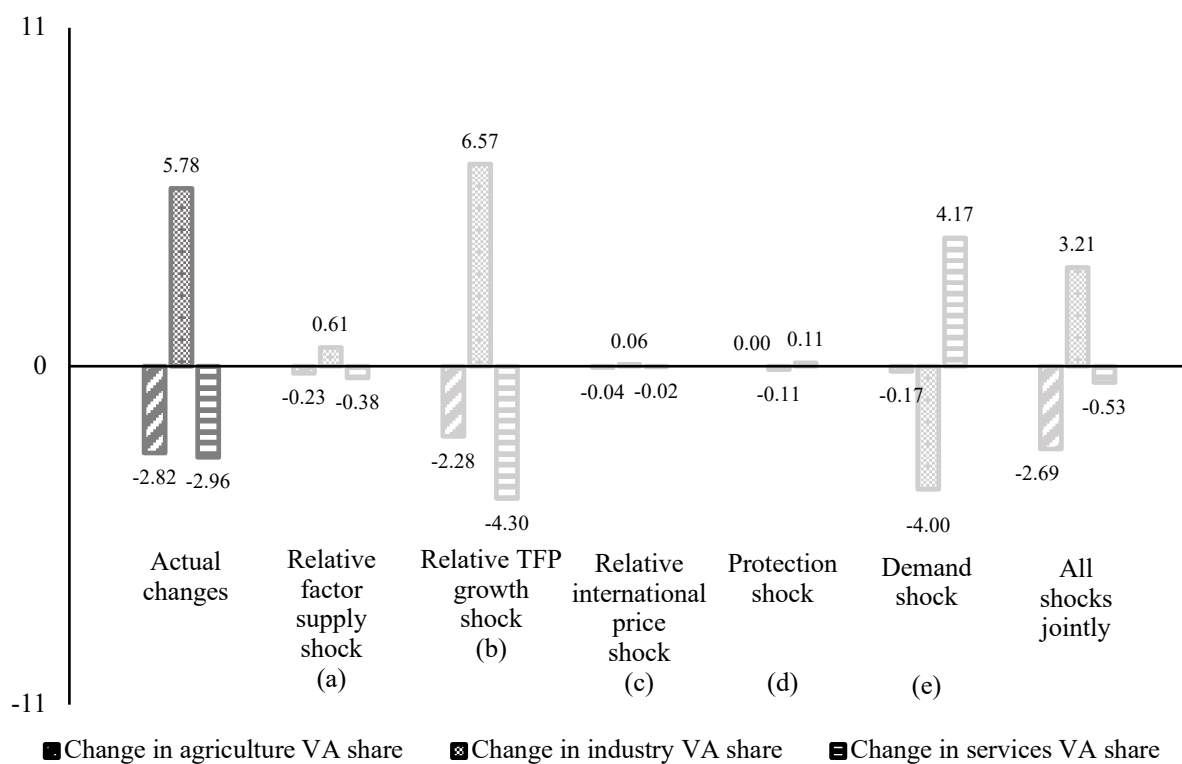 11
5.78
6.57
4.17
3.21
0.61
0.06
0.00
0.11
0
-0.23
-0.38
-0.04
-0.02
-0.11
-0.17
-0.53
-2.82
-2.96
-2.28
-2.69
-4.30
-4.00
Actual
changes
Relative
factor
supply
shock
(a)
Relative TFP
growth
shock
(b)
Relative
international
price
shock
(c)
Protection
shock
(d)
Demand
shock
(e)
All
shocks
jointly
-11
Change in agriculture VA share
Change in industry VA share
Change in services VA share